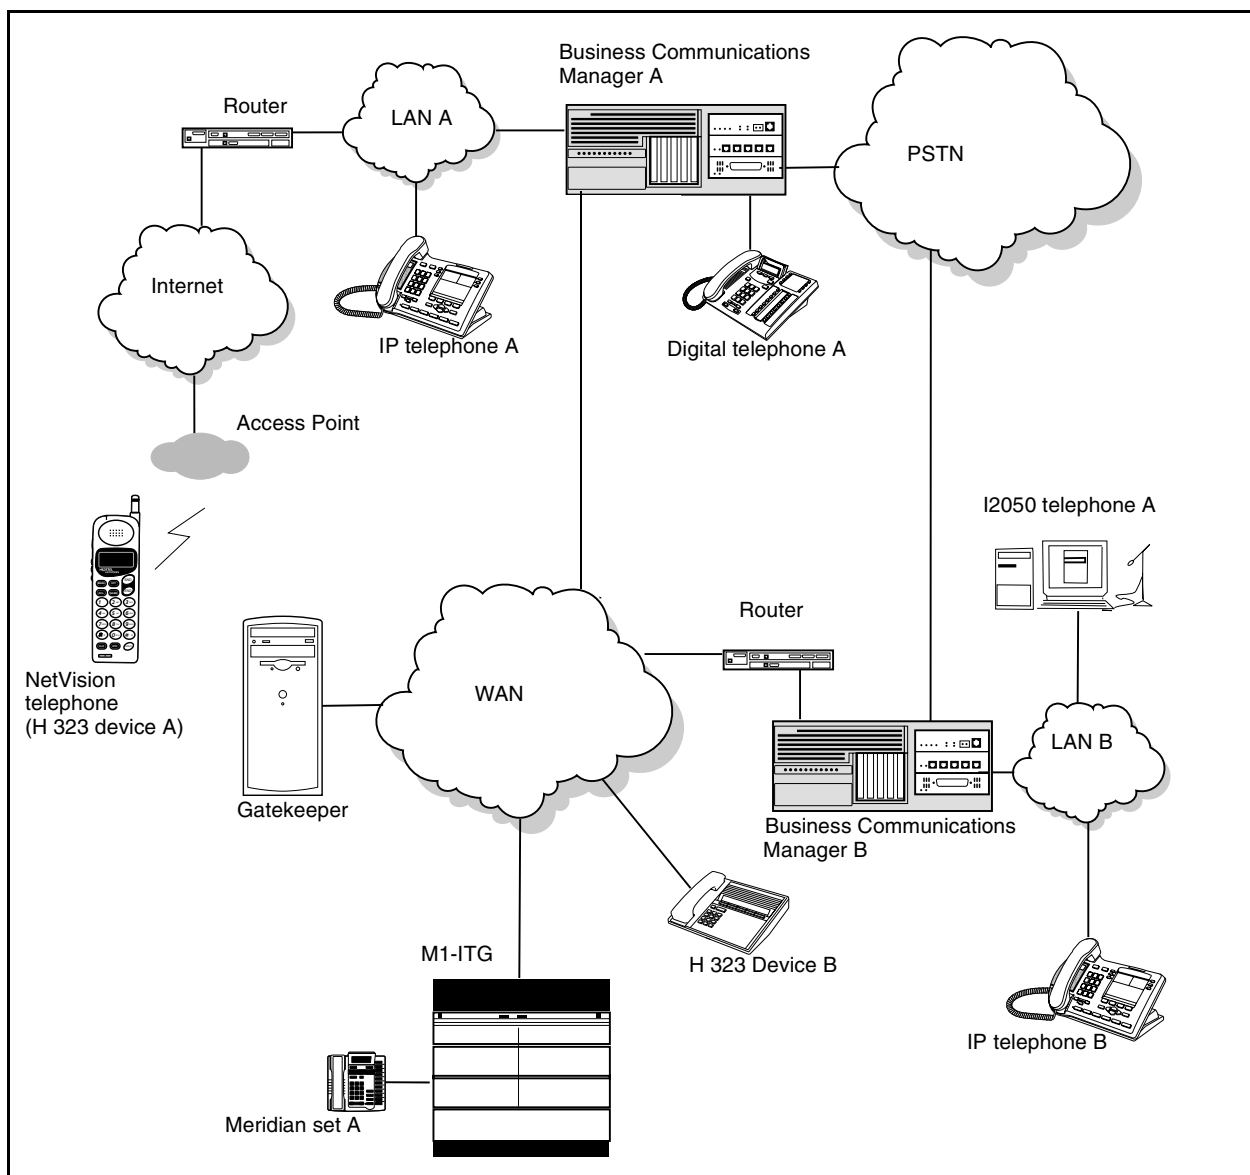 Business Communications
Manager A
Router
LAN A
PSTN
Internet
IP telephone A
Digital telephone A
Access Point
I2050 telephone A
Router
NetVision
telephone
(H 323 device A)
WAN
LAN B
Gatekeeper
Business Communications
Manager B
M1-ITG
H 323 Device B
IP telephone B
Meridian set A